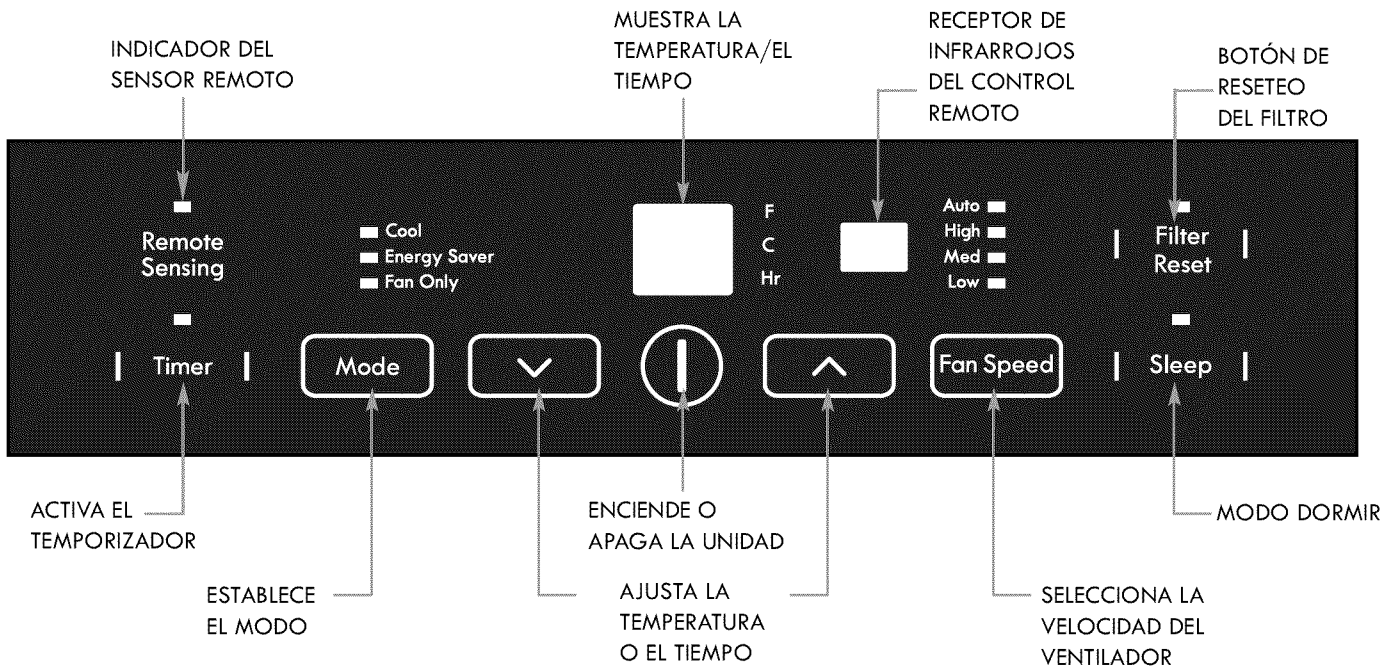 INDICADOR DEL
SENSOR REMOTO
MUESTRA LA
TEMPERATURA/EL
TIEMPO
RECEPTOR DE
INFRARROJOS
DEL CONTROL
REMOTO
BOTÓN DE
RESETEO
DEL FILTRO
Remote
Sensing
Cool
Energy Saver
Fan Only
F
C
Hr
Auto
High
Med
Low
Filter
Reset
Timer
Mode
Fan Speed
Sleep
ACTIVA EL
TEMPORIZADOR
ESTABLECE
EL MODO
ENCIENDE O
APAGA LA UNIDAD
AJUSTA LA
TEMPERATURA
O EL TIEMPO
SELECCIONA LA
VELOCIDAD DEL
VENTILADOR
MODO DORMIR